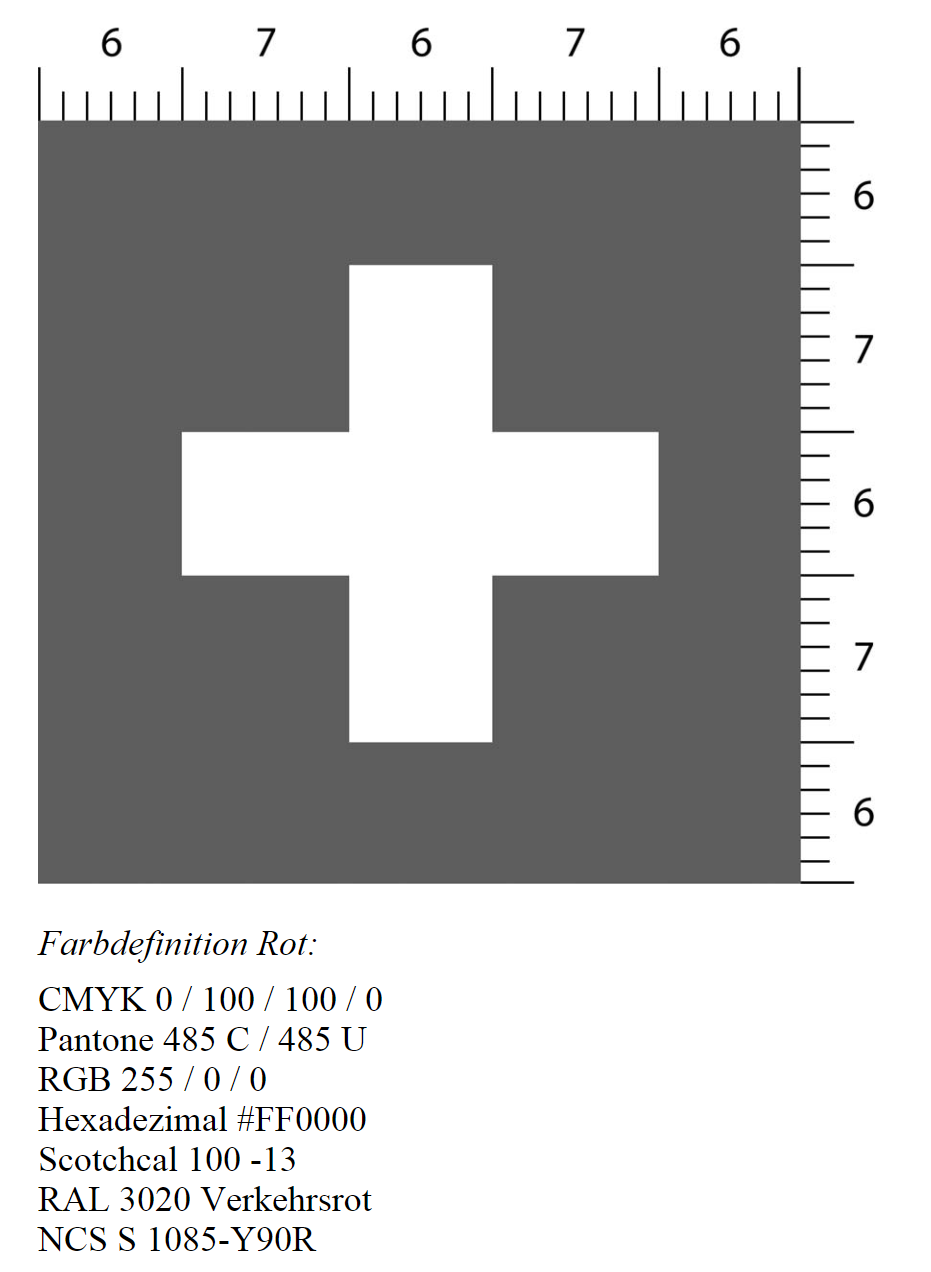 6 7 6 7 6
6
7
6
7
6
Farbdefinition Rot:
CMYK 0 / 100 / 100 / 0
Pantone 485 C / 485 U
RGB 255 / 0 / 0
Hexadezimal #FF0000
Scotchcal 100 -13
RAL 3020 Verkehrsrot
NCS S 1085-Y90R